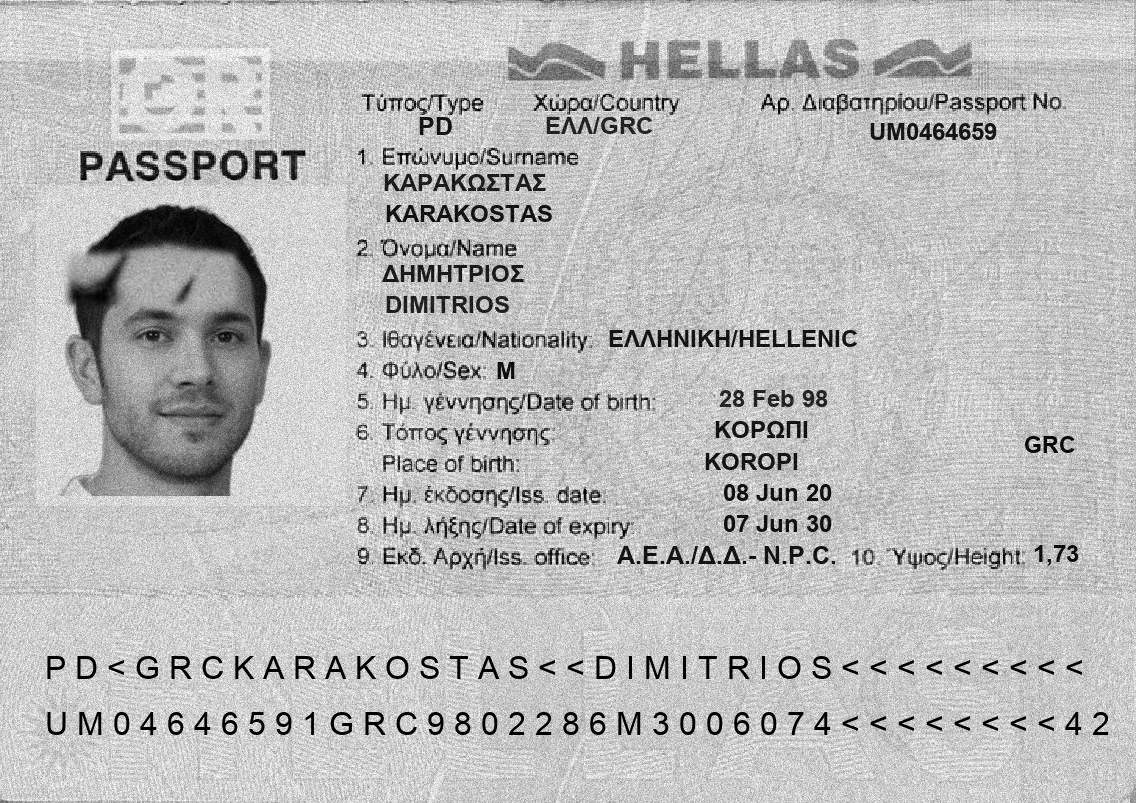 HELLAS
Τύπος/Type Χώρα/Country Αρ. Διαβατηρίου/Passport No.
PD ΕΛΛ/GRC UM0464659
PASSPORT
1. Επώνυμο/Surname
ΚΑΡΑΚΩΣΤΑΣ
KARAKOSTAS
2. Όνομα/Name
ΔΗΜΗΤΡΙΟΣ
DIMITRIOS
3. Ιθαγένεια/Nationality: ΕΛΛΗΝΙΚΗ/HELLENIC
4. Φύλο/Sex: M
5. Ημ. γέννησης/Date of birth: 28 Feb 98
6. Τόπος γέννησης: ΚΟΡΩΠΙ
Place of birth: KOROPI GRC
7. Ημ. έκδοσης/Iss. date: 08 Jun 20
8. Ημ. λήξης/Date of expiry: 07 Jun 30
9. Εκδ. Αρχή/Iss. office: Α.Ε.Α./Δ.Δ.- N.P.C. 10. Ύψος/Height: 1,73
PD<GRCKARAKOSTAS<<DIMITRIOS<<<<<<<<<
UM04646591GRC9802286M3006074<<<<<<<<42